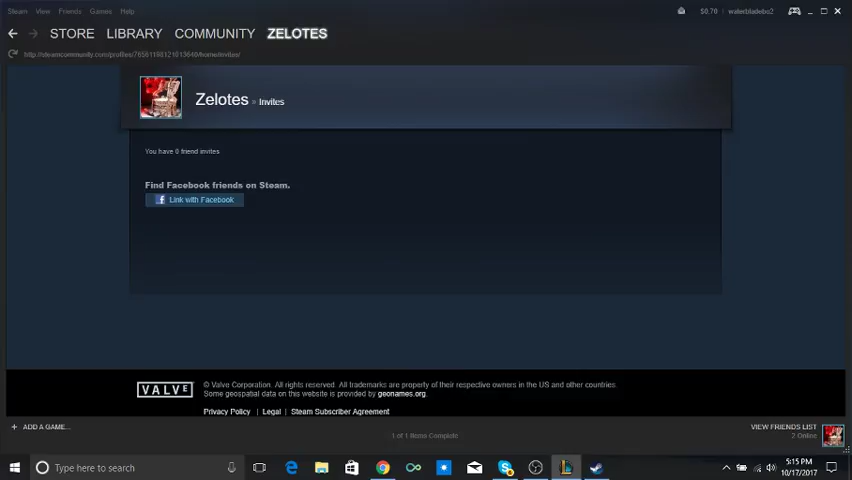 Steam View Friends Games Help
$0.70 waterbladebo2
STORE LIBRARY COMMUNITY ZELOTES
Zelotes » Invites
You have 0 friend invites
Find Facebook friends on Steam.
Link with Facebook
VALVE
© Valve Corporation. All rights reserved. All trademarks are property of their respective owners in the US and other countries.
Some geospatial data on this website is provided by geonames.org.
Privacy Policy | Legal | Steam Subscriber Agreement
+ ADD A GAME...
1 of 1 Items Complete
VIEW FRIENDS LIST
2 Online
Type here to search
5:15 PM
10/17/2017